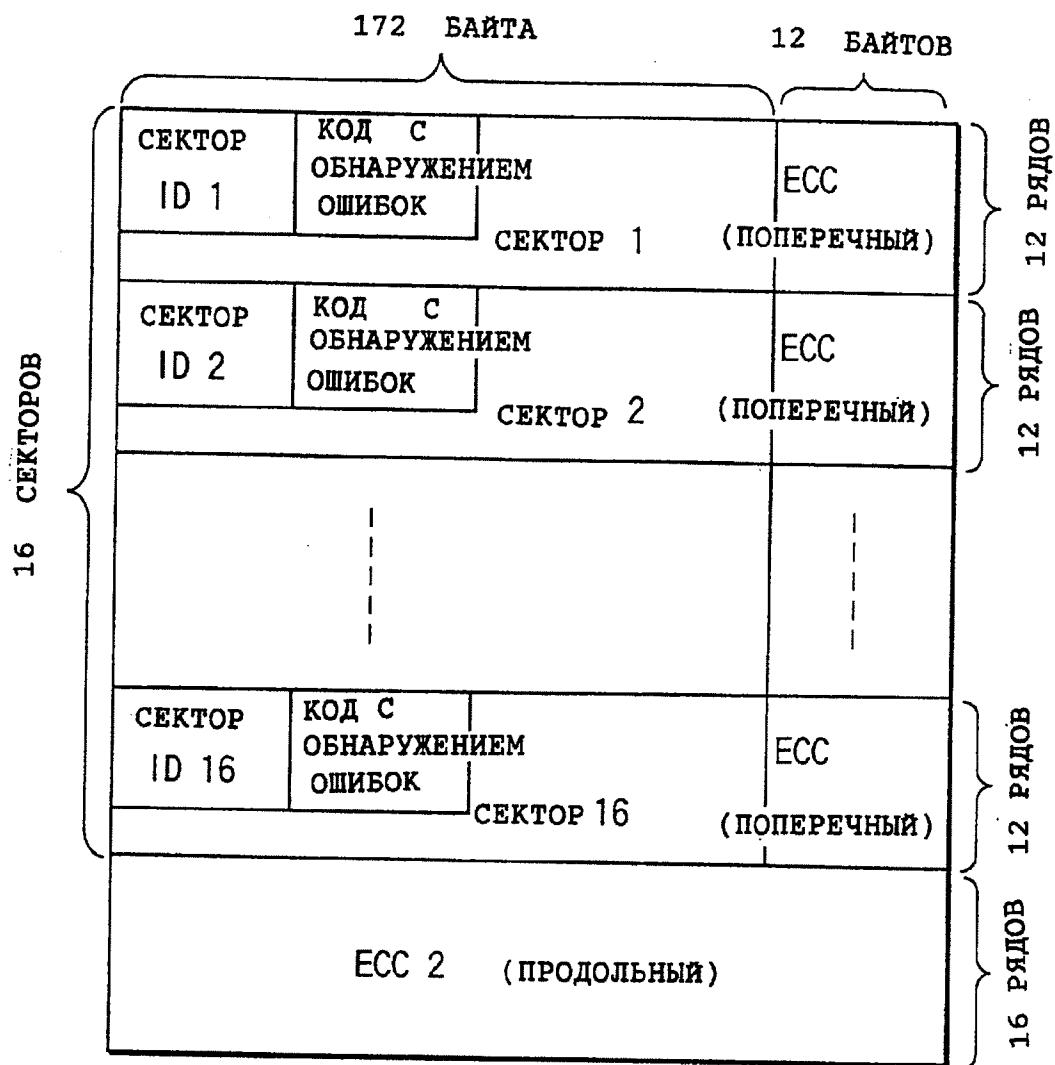 172 БАЙТА
12 БАЙТОВ
СЕКТОР
ID 1
КОД С
ОБНАРУЖЕНИЕМ
ОШИБОК
СЕКТОР 1
ECC
(ПОПЕРЕЧНЫЙ)
12 РЯДОВ
СЕКТОР
ID 2
КОД С
ОБНАРУЖЕНИЕМ
ОШИБОК
СЕКТОР 2
ECC
(ПОПЕРЕЧНЫЙ)
12 РЯДОВ
16 СЕКТОРОВ
СЕКТОР
ID 16
КОД С
ОБНАРУЖЕНИЕМ
ОШИБОК
СЕКТОР 16
ECC
(ПОПЕРЕЧНЫЙ)
12 РЯДОВ
ECC 2 (ПРОДОЛЬНЫЙ)
16 РЯДОВ